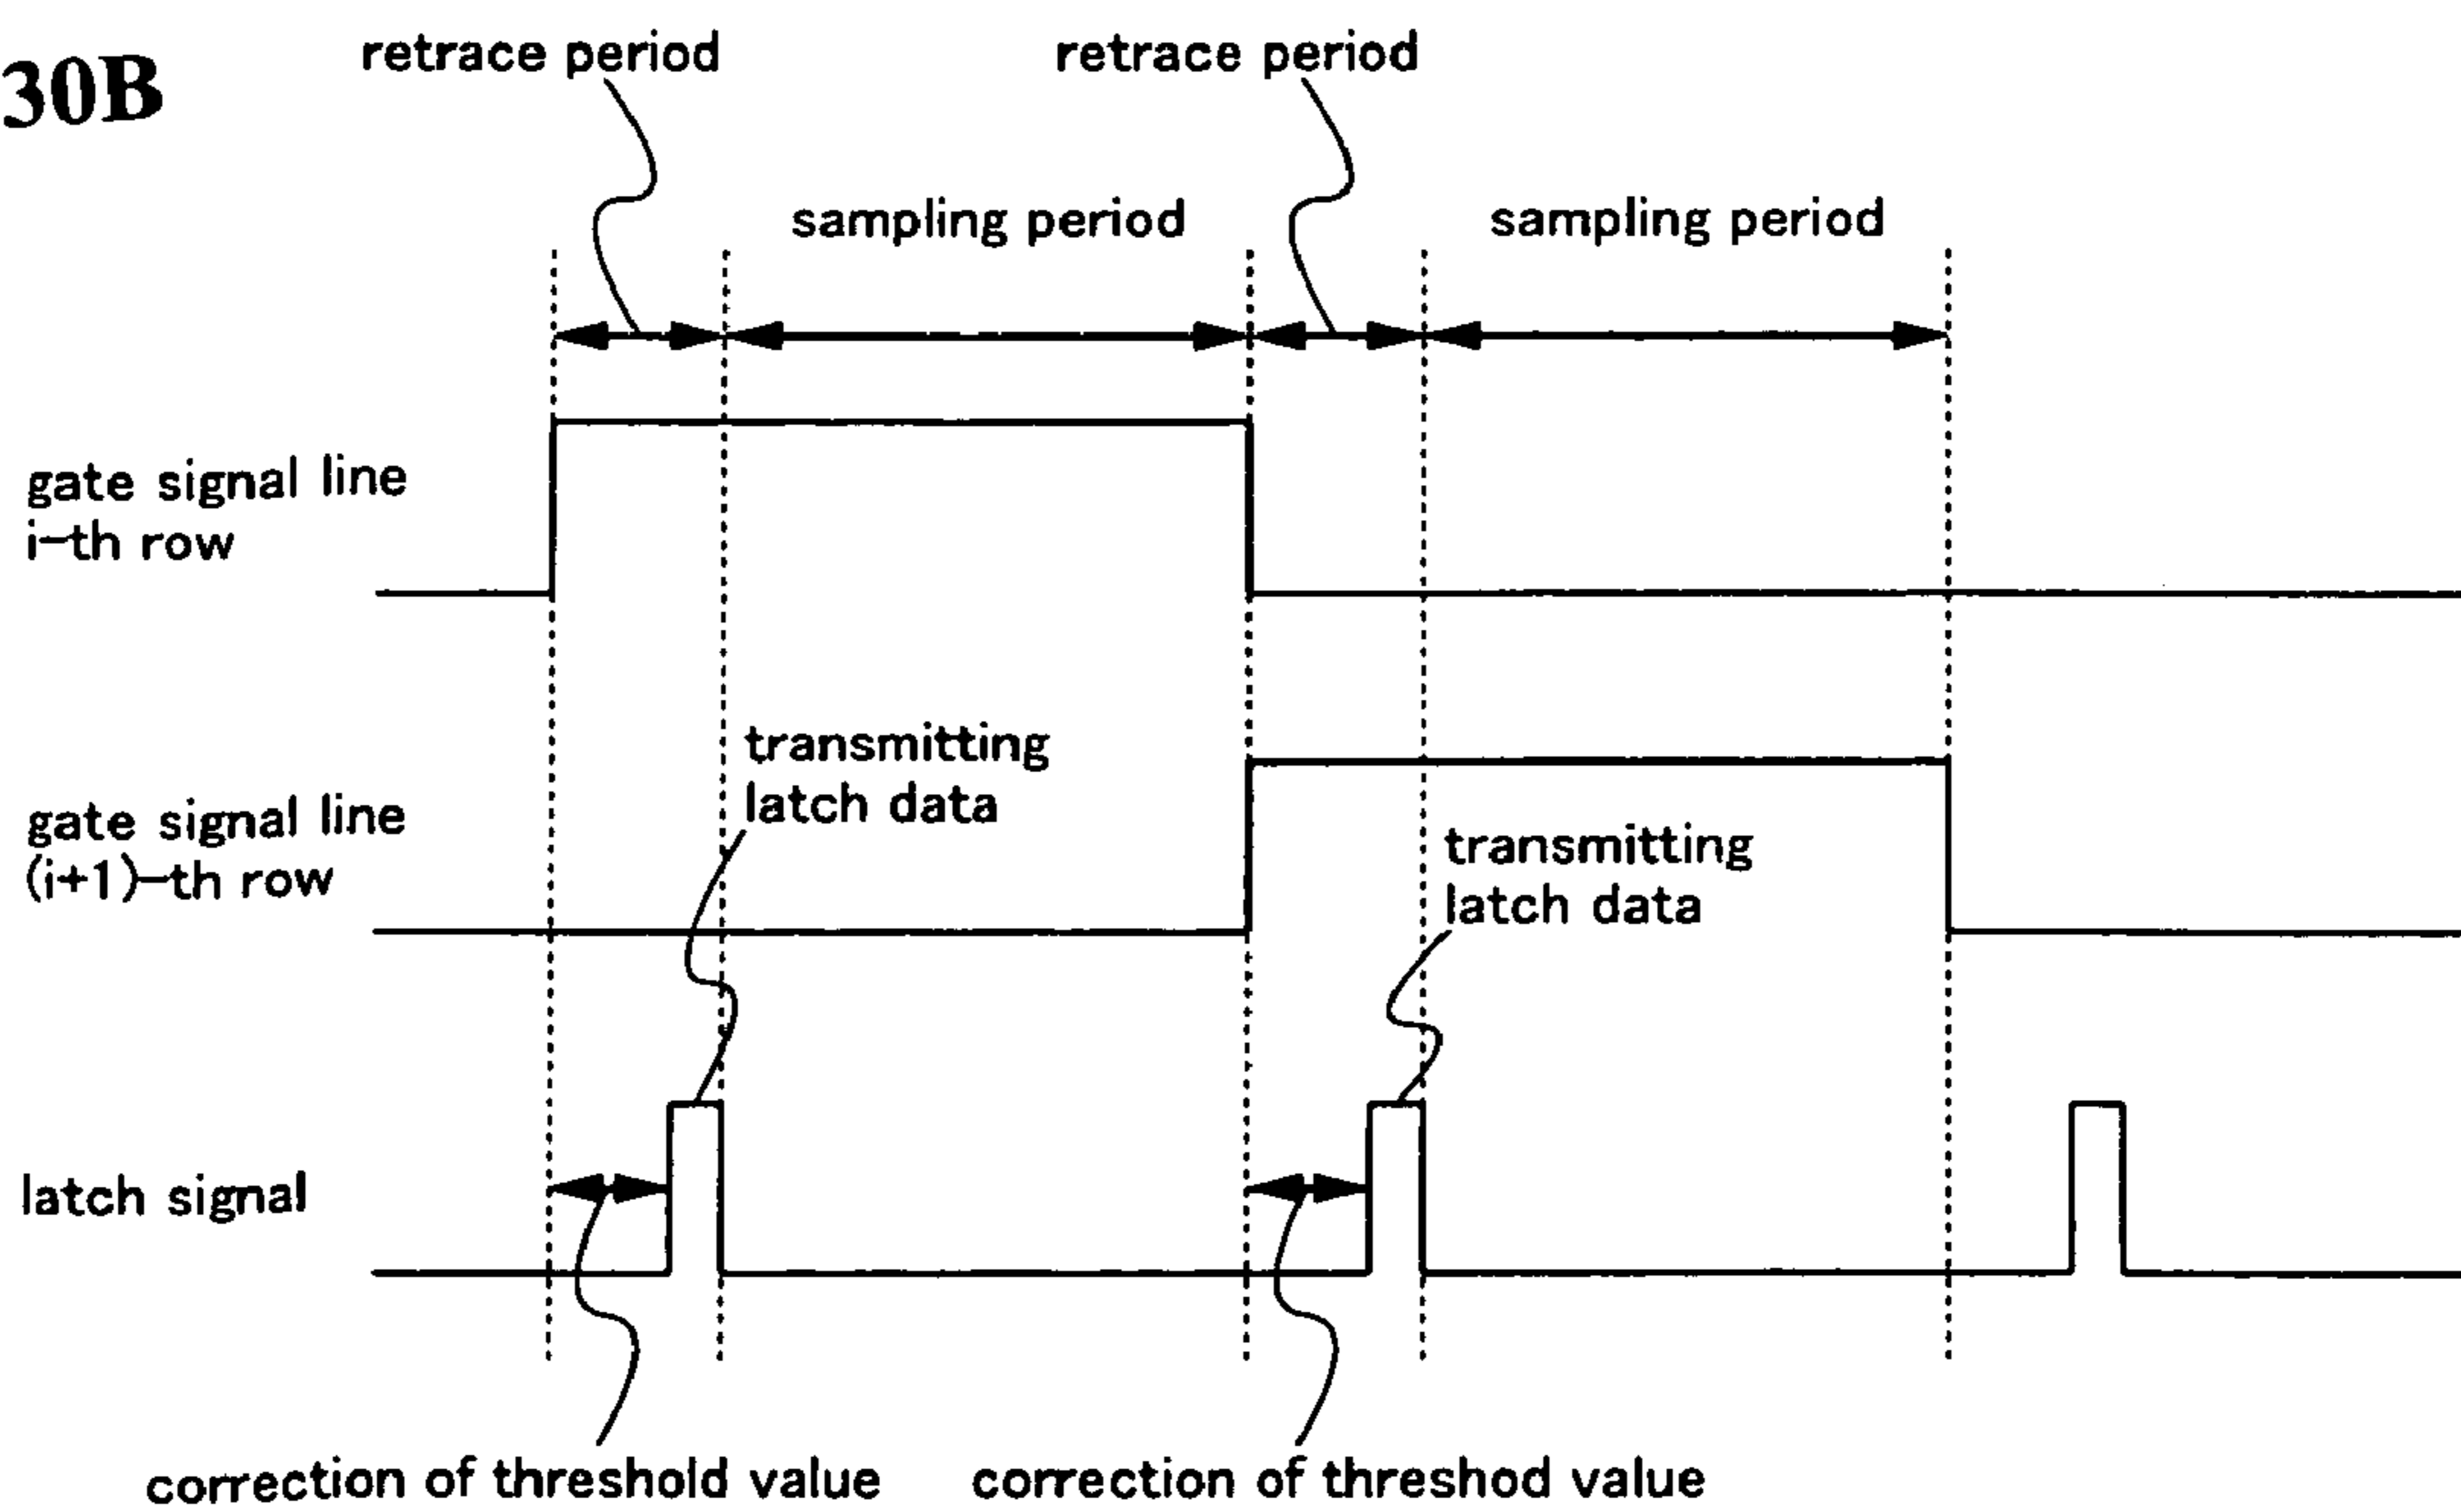 30B
retrace period
retrace period
sampling period
sampling period
gate signal line
i-th row
transmitting
latch data
gate signal line
(i+1)-th row
transmitting
latch data
latch signal
correction of threshold value
correction of threshod value